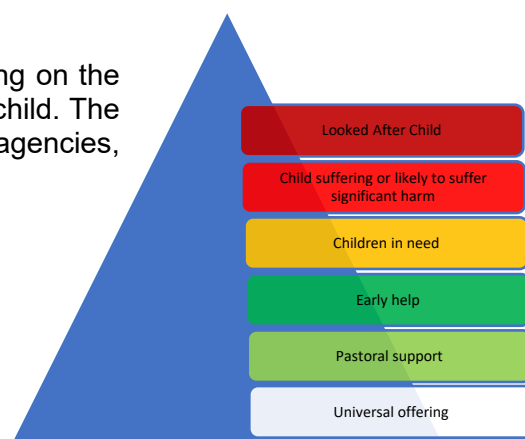 ng on the
child. The
agencies,
Looked After Child
Child suffering or likely to suffer
significant harm
Children in need
Early help
Pastoral support
Universal offering